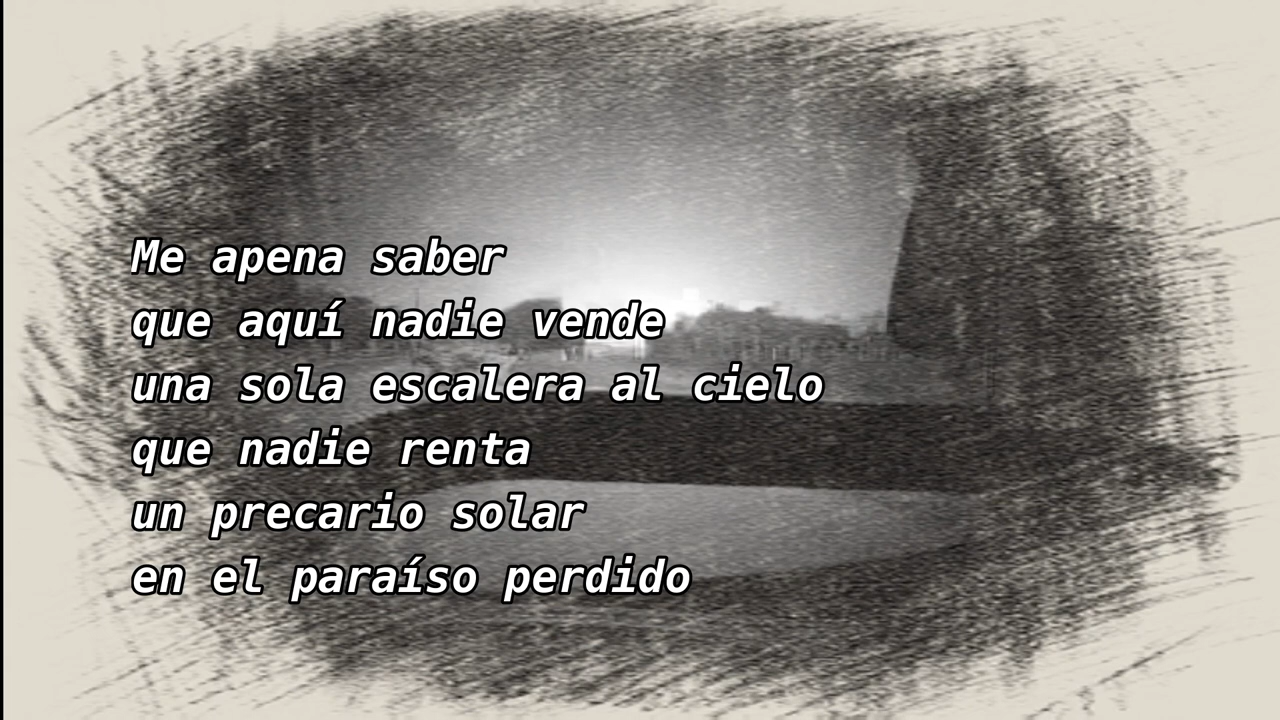 Me apena saber
que aquí nadie vende
una sola escalera al cielo
que nadie renta
un precario solar
en el paraíso perdido